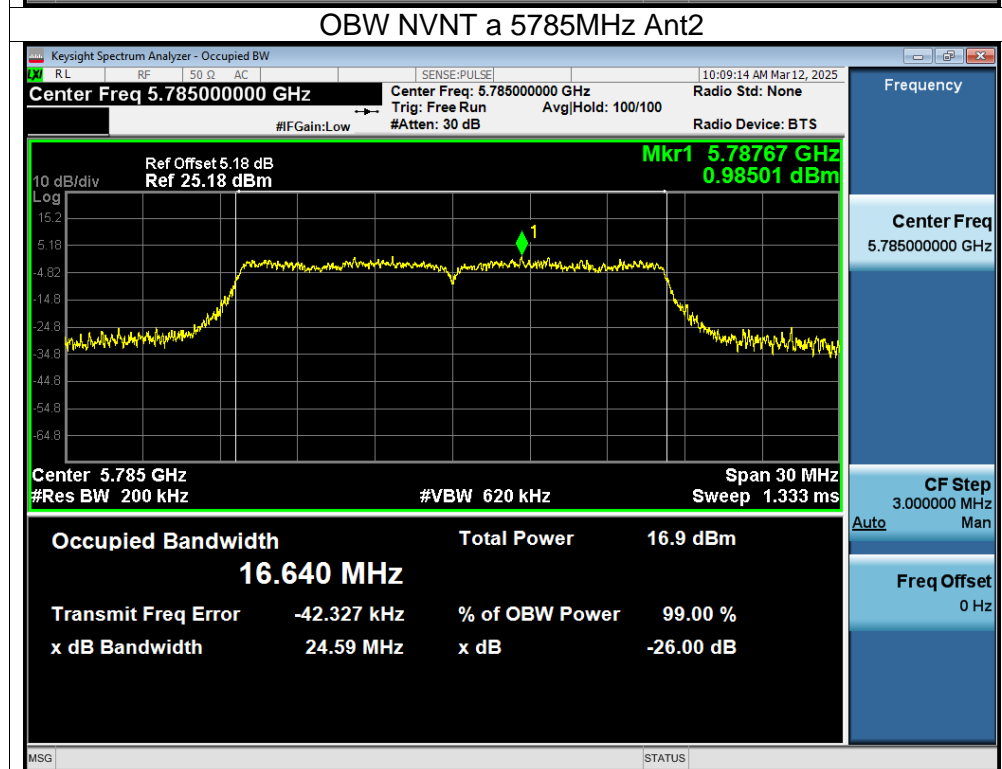 OBW NVNT a 5785MHz Ant2
Keysight Spectrum Analyzer - Occupied BW
LXI RL RF 50 Ω AC SENSE:PULSE 10:09:14 AM Mar 12, 2025
Center Freq 5.785000000 GHz Center Freq: 5.785000000 GHz Radio Std: None
Trig: Free Run Avg|Hold: 100/100
#IFGain:Low #Atten: 30 dB Radio Device: BTS
Ref Offset 5.18 dB Mkr1 5.78767 GHz
10 dB/div Ref 25.18 dBm 0.98501 dBm
Log
15.2
5.18
-4.82
-14.8
-24.8
-34.8
-44.8
-54.8
-64.8
1
Center 5.785 GHz Span 30 MHz
#Res BW 200 kHz #VBW 620 kHz Sweep 1.333 ms
Occupied Bandwidth Total Power 16.9 dBm
16.640 MHz
Transmit Freq Error -42.327 kHz % of OBW Power 99.00 %
x dB Bandwidth 24.59 MHz x dB -26.00 dB
MSG STATUS
Frequency
Center Freq
5.785000000 GHz
CF Step
3.000000 MHz
Auto Man
Freq Offset
0 Hz